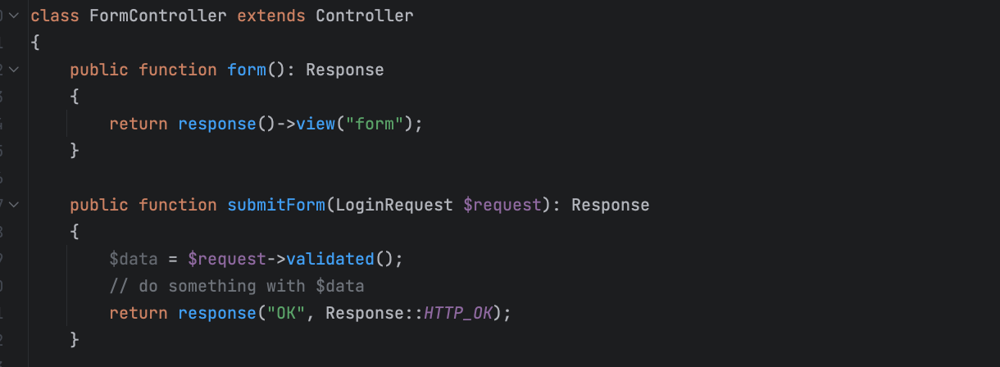 class FormController extends Controller
{
    public function form(): Response
    {
        return response()->view("form");
    }

    public function submitForm(LoginRequest $request): Response
    {
        $data = $request->validated();
        // do something with $data
        return response("OK", Response::HTTP_OK);
    }